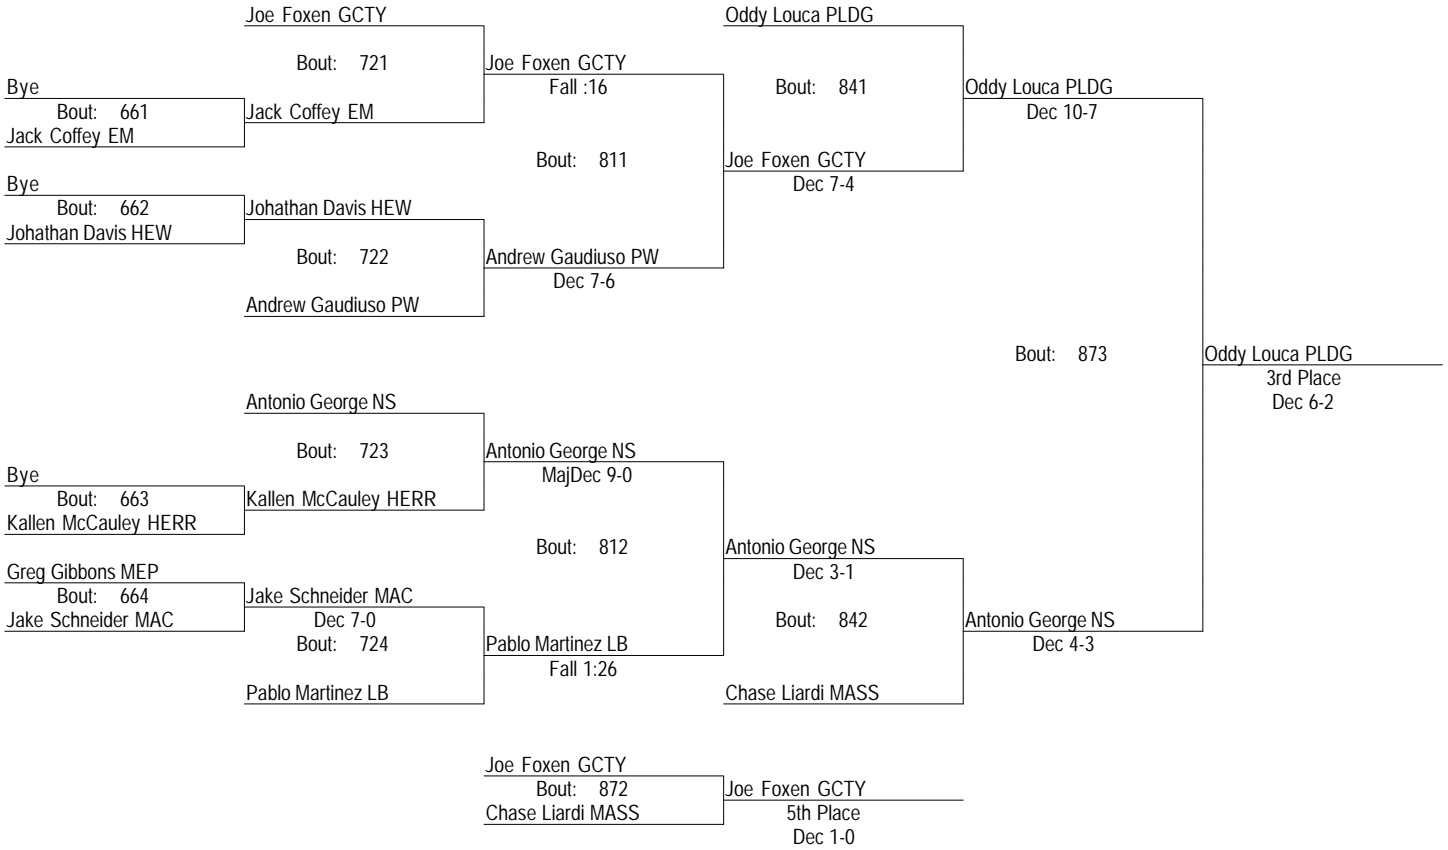 Joe Foxen GCTY
Bout: 721
Bye
Bout: 661
Jack Coffey EM
Jack Coffey EM
Joe Foxen GCTY
Fall :16
Bout: 811
Bye
Bout: 662
Johathan Davis HEW
Johathan Davis HEW
Bout: 722
Andrew Gaudiuso PW
Andrew Gaudiuso PW
Dec 7-6
Oddy Louca PLDG
Bout: 841
Joe Foxen GCTY
Dec 7-4
Oddy Louca PLDG
Dec 10-7
Bout: 873
Oddy Louca PLDG
3rd Place
Dec 6-2
Antonio George NS
Bout: 723
Bye
Bout: 663
Kallen McCauley HERR
Kallen McCauley HERR
Antonio George NS
MajDec 9-0
Bout: 812
Greg Gibbons MEP
Bout: 664
Jake Schneider MAC
Jake Schneider MAC
Dec 7-0
Bout: 724
Pablo Martinez LB
Pablo Martinez LB
Fall 1:26
Antonio George NS
Dec 3-1
Bout: 842
Chase Liardi MASS
Antonio George NS
Dec 4-3
Joe Foxen GCTY
Bout: 872
Chase Liardi MASS
Joe Foxen GCTY
5th Place
Dec 1-0